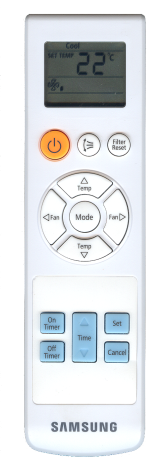 Cool
SET TEMP 22°C
Filter
Reset
Temp
Fan Mode Fan
Temp
On
Timer
Set
Time
Off
Timer
Cancel
SAMSUNG